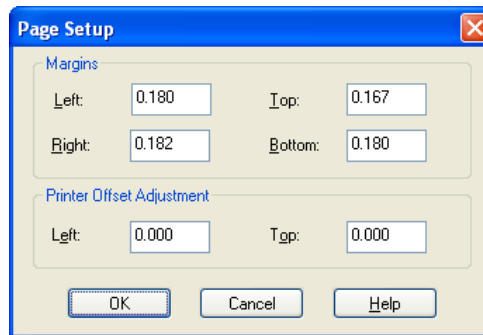 Page Setup
Margins
Left: 0.180 Top: 0.167
Right: 0.182 Bottom: 0.180
Printer Offset Adjustment
Left: 0.000 Top: 0.000
OK Cancel Help